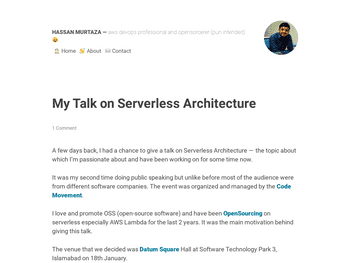 HASSAN MURTAZA — aws devops professional and opensorcerer (pun intended)
Home About Contact
My Talk on Serverless Architecture
1 Comment
A few days back, I had a chance to give a talk on Serverless Architecture — the topic about
which I'm passionate about and have been working on for some time now.
It was my second time doing public speaking but unlike before most of the audience were
from different software companies. The event was organized and managed by the Code
Movement.
I love and promote OSS (open-source software) and have been OpenSourcing on
serverless especially AWS Lambda for the last 2 years. It was the main motivation behind
giving this talk.
The venue that we decided was Datum Square Hall at Software Technology Park 3,
Islamabad on 18th January.